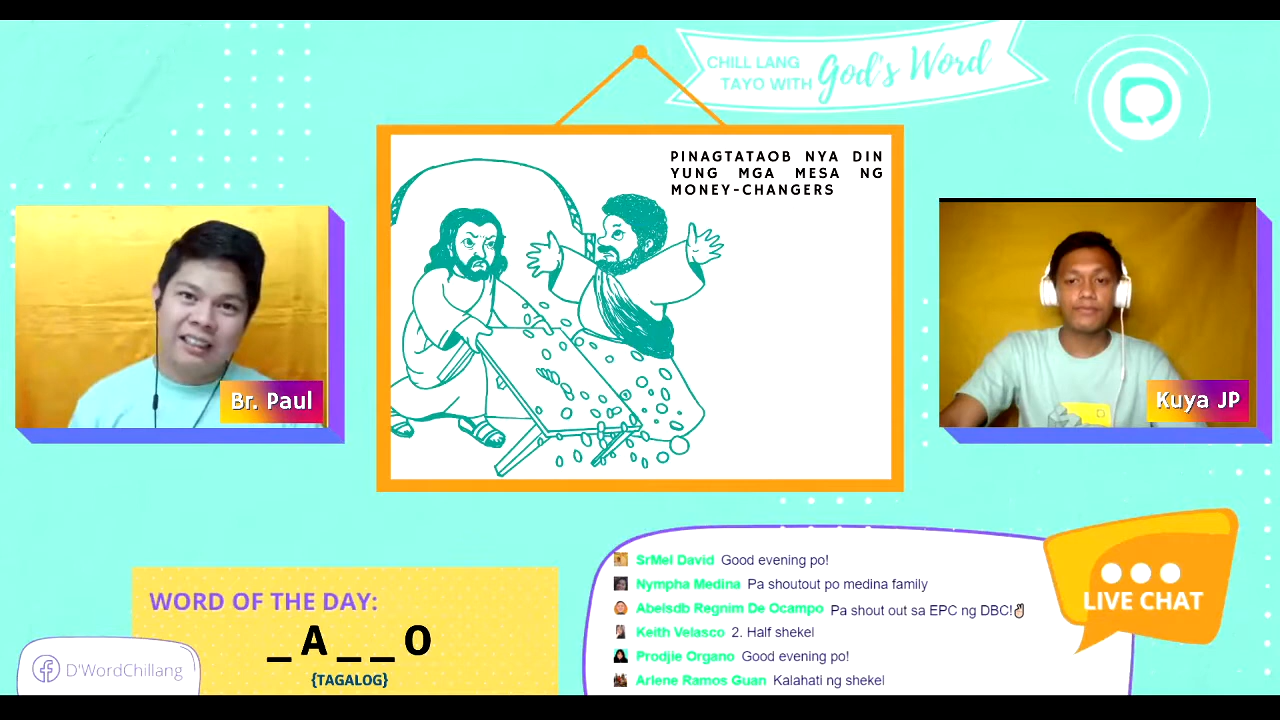 CHILL LANG
TAYO WITH God's Word
PINAGTATAOB NYA DIN
YUNG MGA MESA NG
MONEY-CHANGERS
Br. Paul
Kuya JP
WORD OF THE DAY:
_ A _ _ O
{TAGALOG}
D'WordChillang
SrMel David Good evening po!
Nympha Medina Pa shoutout po medina family
Abelsdb Regnim De Ocampo Pa shout out sa EPC ng DBC!✌🏻
Keith Velasco 2. Half shekel
Prodjie Organo Good evening po!
Arlene Ramos Guan Kalahati ng shekel
LIVE CHAT